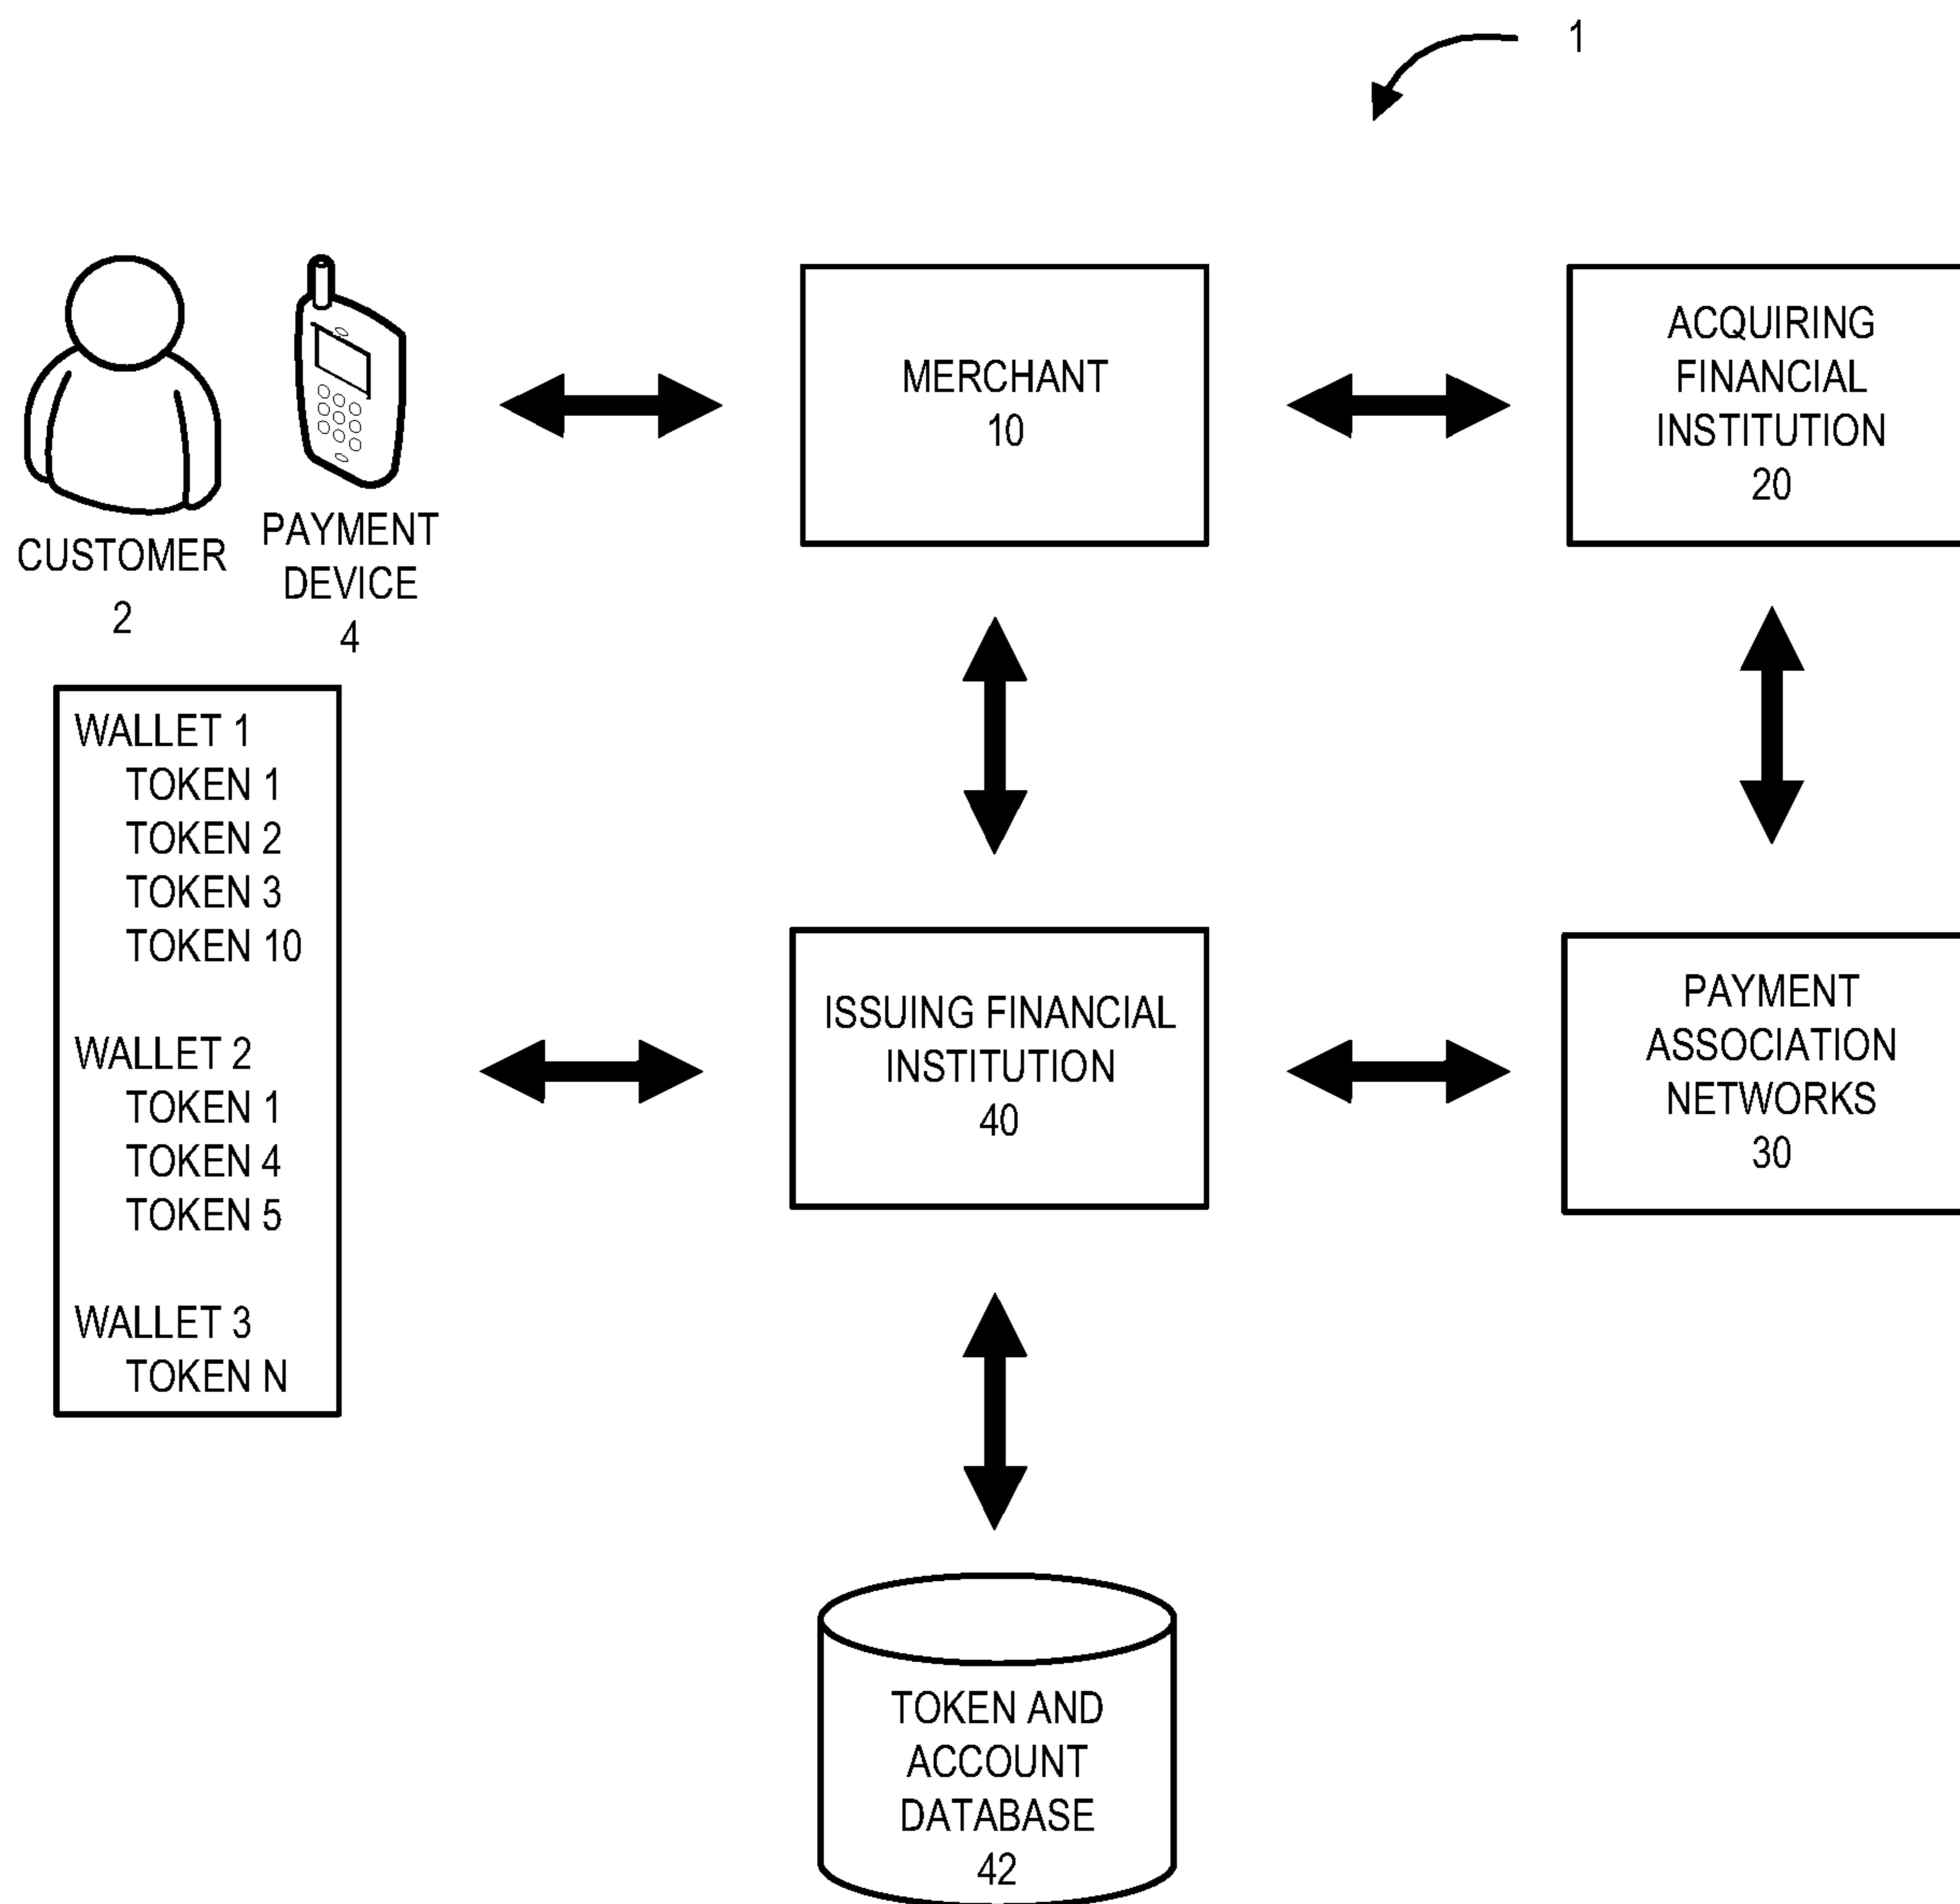 1
CUSTOMER
2
PAYMENT
DEVICE
4
MERCHANT
10
ACQUIRING
FINANCIAL
INSTITUTION
20
WALLET 1
TOKEN 1
TOKEN 2
TOKEN 3
TOKEN 10
WALLET 2
TOKEN 1
TOKEN 4
TOKEN 5
WALLET 3
TOKEN N
ISSUING FINANCIAL
INSTITUTION
40
PAYMENT
ASSOCIATION
NETWORKS
30
TOKEN AND
ACCOUNT
DATABASE
42